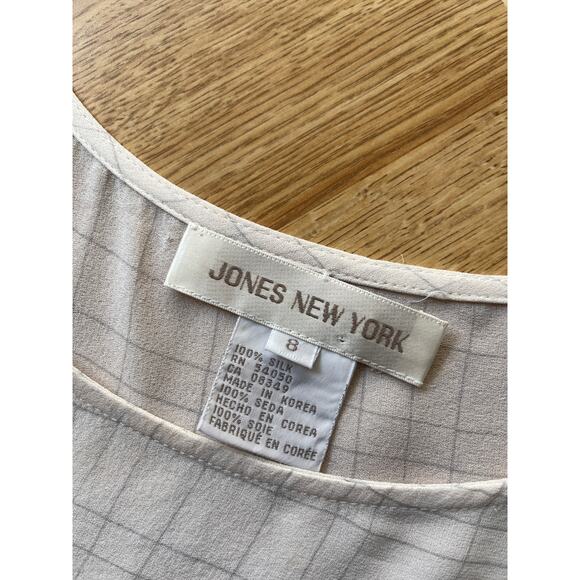 JONES NEW YORK
8
100% SILK
RN 54050
CA 08349
MADE IN KOREA
100% SEDA
HECHO EN COREA
100% SOIE
FABRIQUÉ EN CORÉE